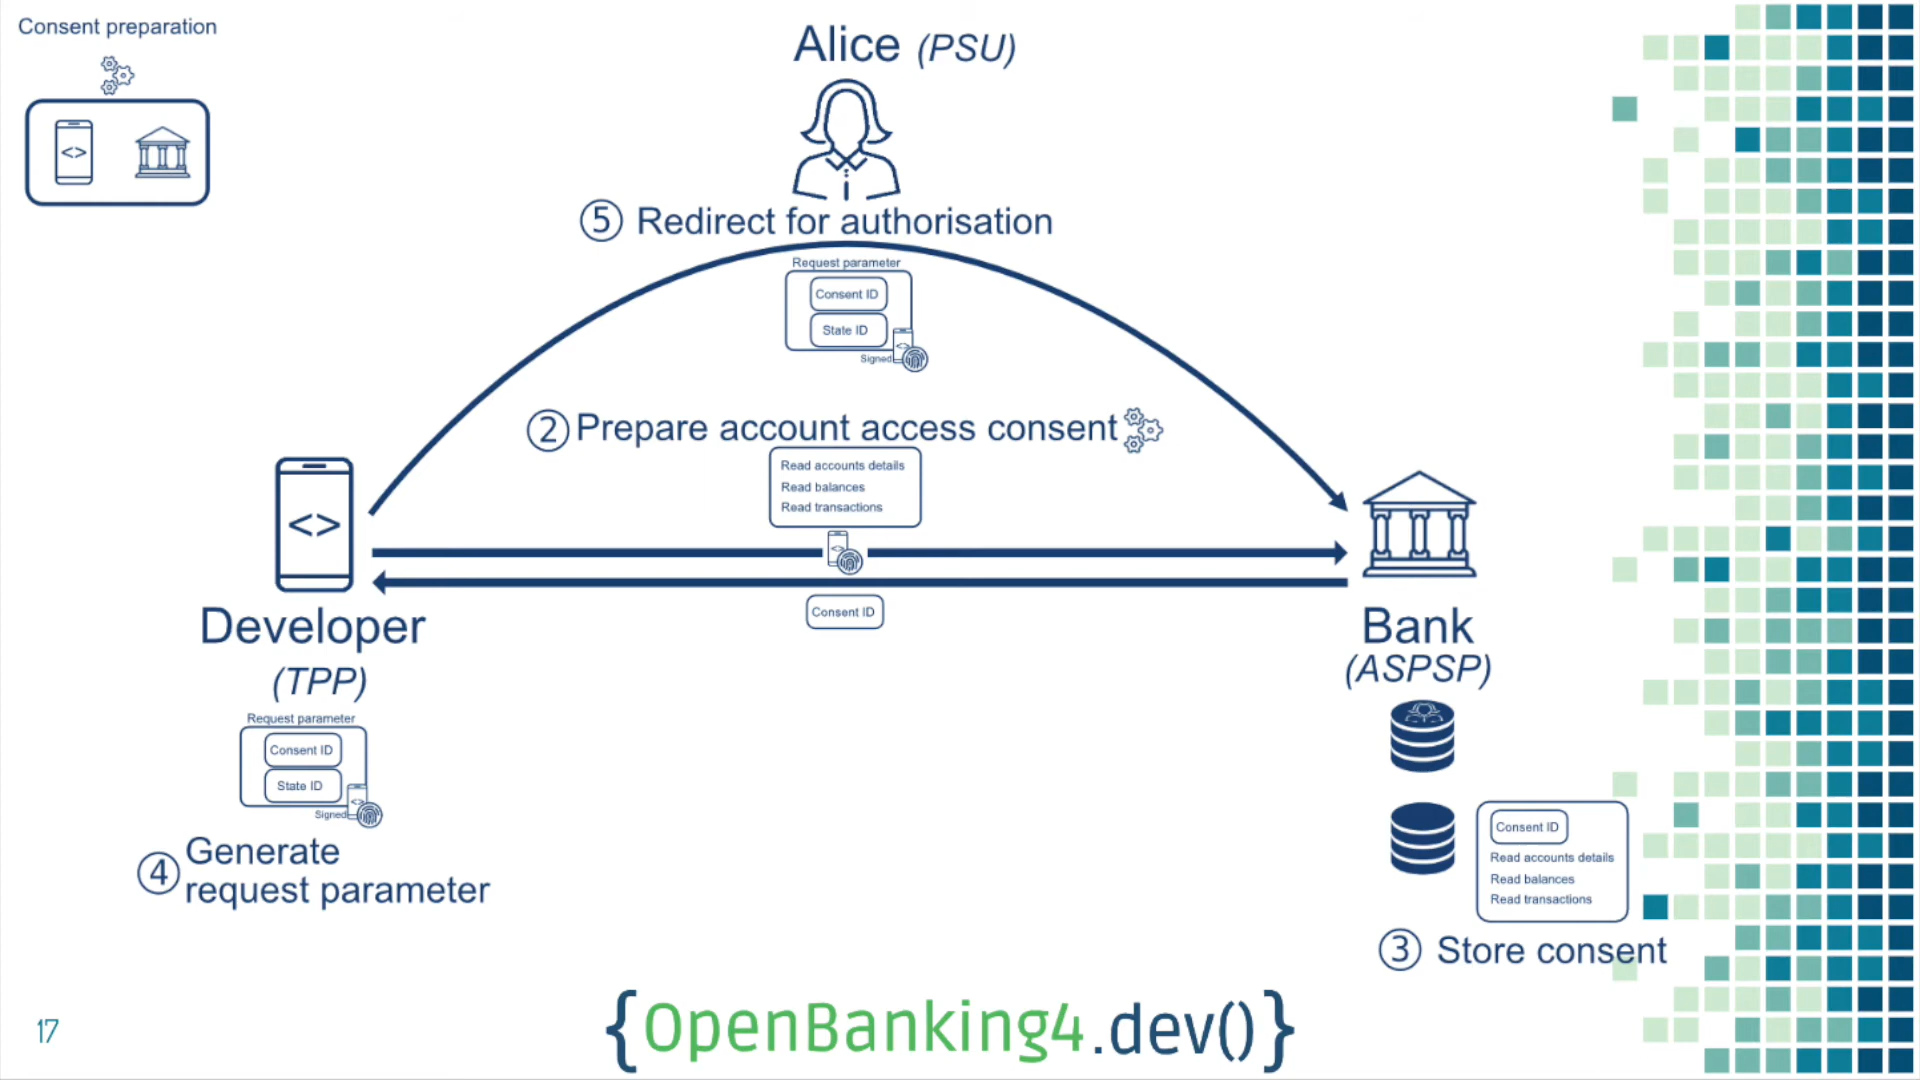 Consent preparation
<>
Alice (PSU)
⑤ Redirect for authorisation
Request parameter
Consent ID
State ID
<>
Signed
② Prepare account access consent
Read accounts details
Read balances
Read transactions
<>
<>
Consent ID
Developer
(TPP)
Bank
(ASPSP)
Request parameter
Consent ID
State ID
<>
Signed
④ Generate
request parameter
Consent ID
Read accounts details
Read balances
Read transactions
③ Store consent
17
{OpenBanking4.dev()}